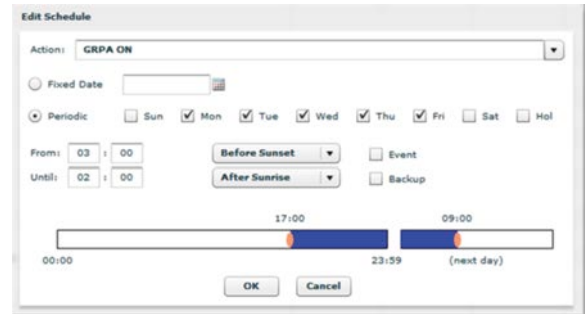 Edit Schedule
Action: GRPA ON
Fixed Date
Periodic Sun Mon Tue Wed Thu Fri Sat Hol
From: 03 : 00 Before Sunset Event
Until: 02 : 00 After Sunrise Backup
17:00 09:00
00:00 23:59 (next day)
OK Cancel